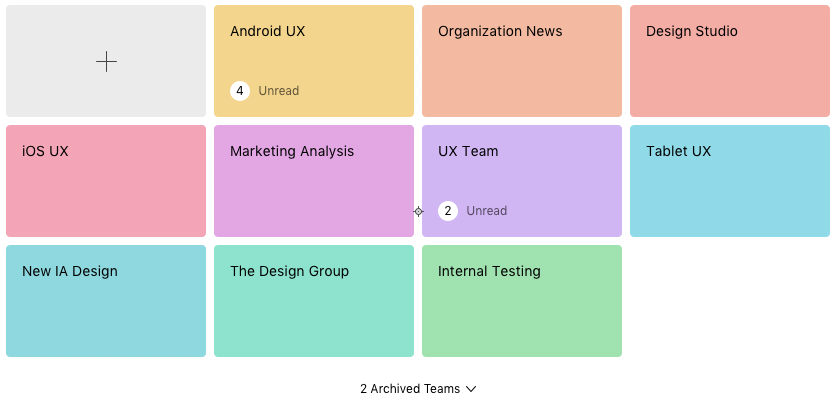 Android UX
4 Unread
Organization News
Design Studio
iOS UX
Marketing Analysis
UX Team
2 Unread
Tablet UX
New IA Design
The Design Group
Internal Testing
2 Archived Teams